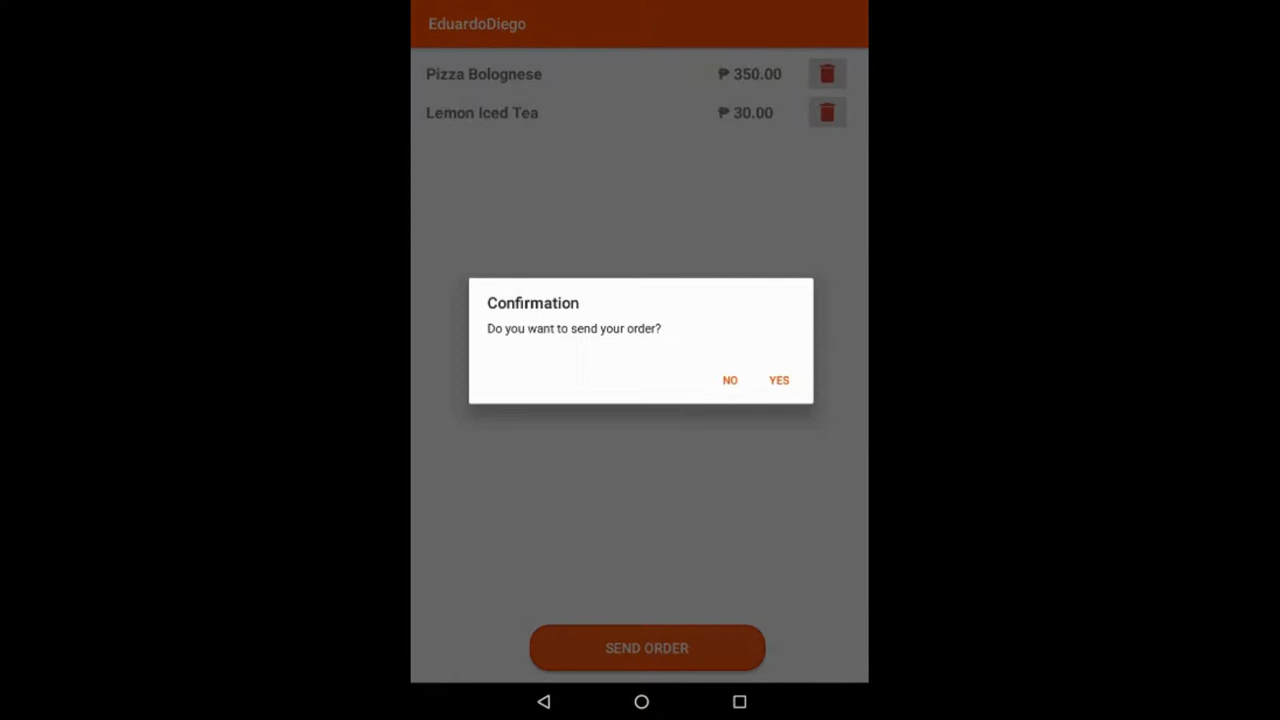 EduardoDiego
Pizza Bolognese ₱ 350.00
Lemon Iced Tea ₱ 30.00
Confirmation
Do you want to send your order?
NO YES
SEND ORDER